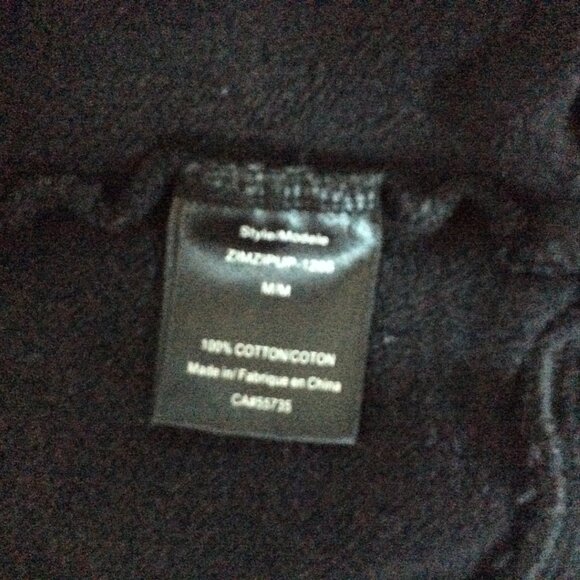 Style/Modele
M/M
100% COTTON/COTON
Made in/ Fabrique en China
CA#55735